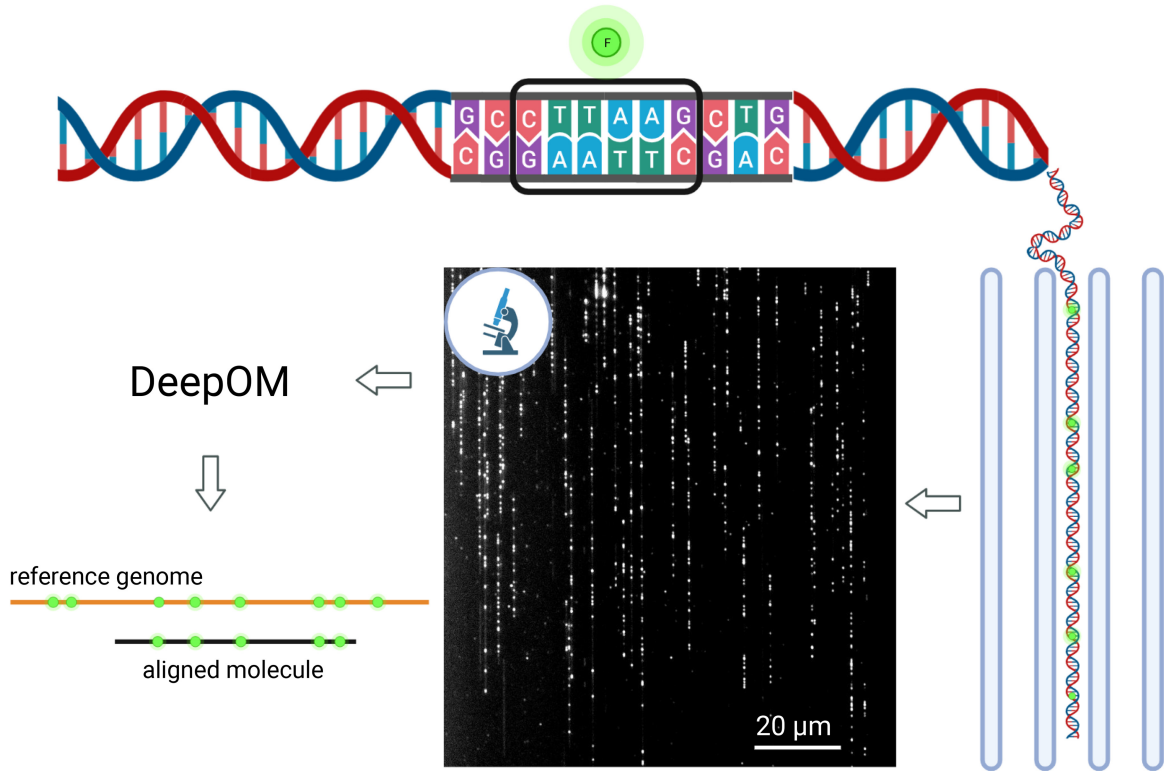 F
G C C T T A A G C T G
C G G A A T T C G A C
DeepOM
reference genome
aligned molecule
20 μm